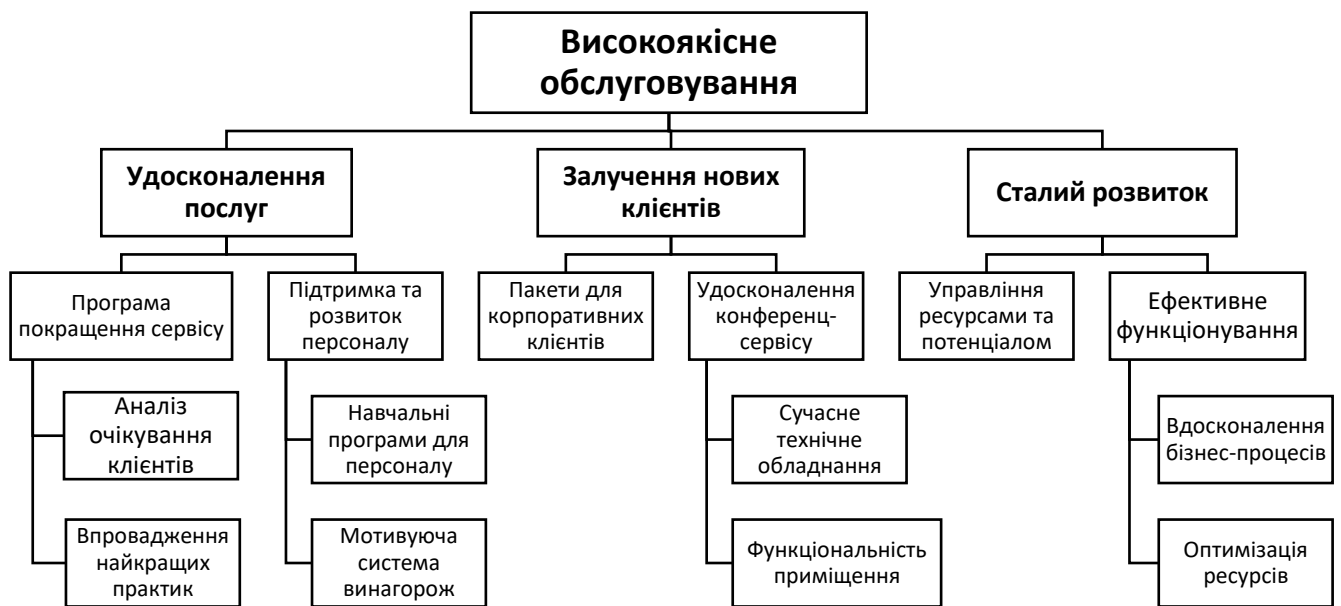 Високоякісне
обслуговування
Удосконалення
послуг
Залучення нових
клієнтів
Сталий розвиток
Програма
покращення сервісу
Підтримка та
розвиток
персоналу
Пакети для
корпоративних
клієнтів
Удосконалення
конференц-
сервісу
Управління
ресурсами та
потенціалом
Ефективне
функціонування
Аналіз
очікування
клієнтів
Навчальні
програми для
персоналу
Сучасне
технічне
обладнання
Вдосконалення
бізнес-процесів
Впровадження
найкращих
практик
Мотивуюча
система
винагорож
Функціональність
приміщення
Оптимізація
ресурсів